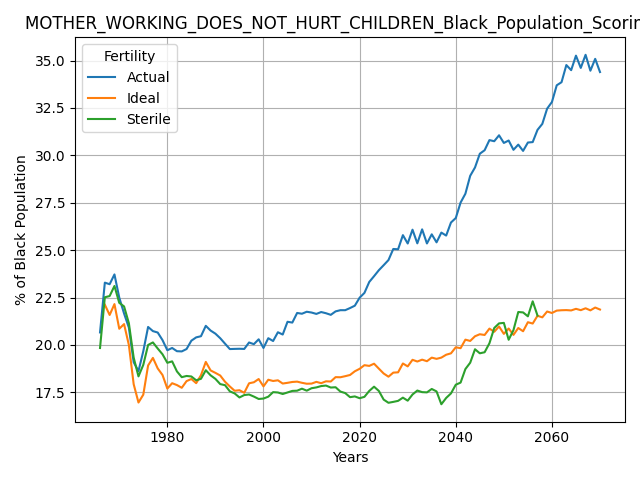 MOTHER_WORKING_DOES_NOT_HURT_CHILDREN_Black_Population_Scorin
Fertility
Actual
Ideal
Sterile
% of Black Population
35.0
32.5
30.0
27.5
25.0
22.5
20.0
17.5
1980
2000
2020
2040
2060
Years